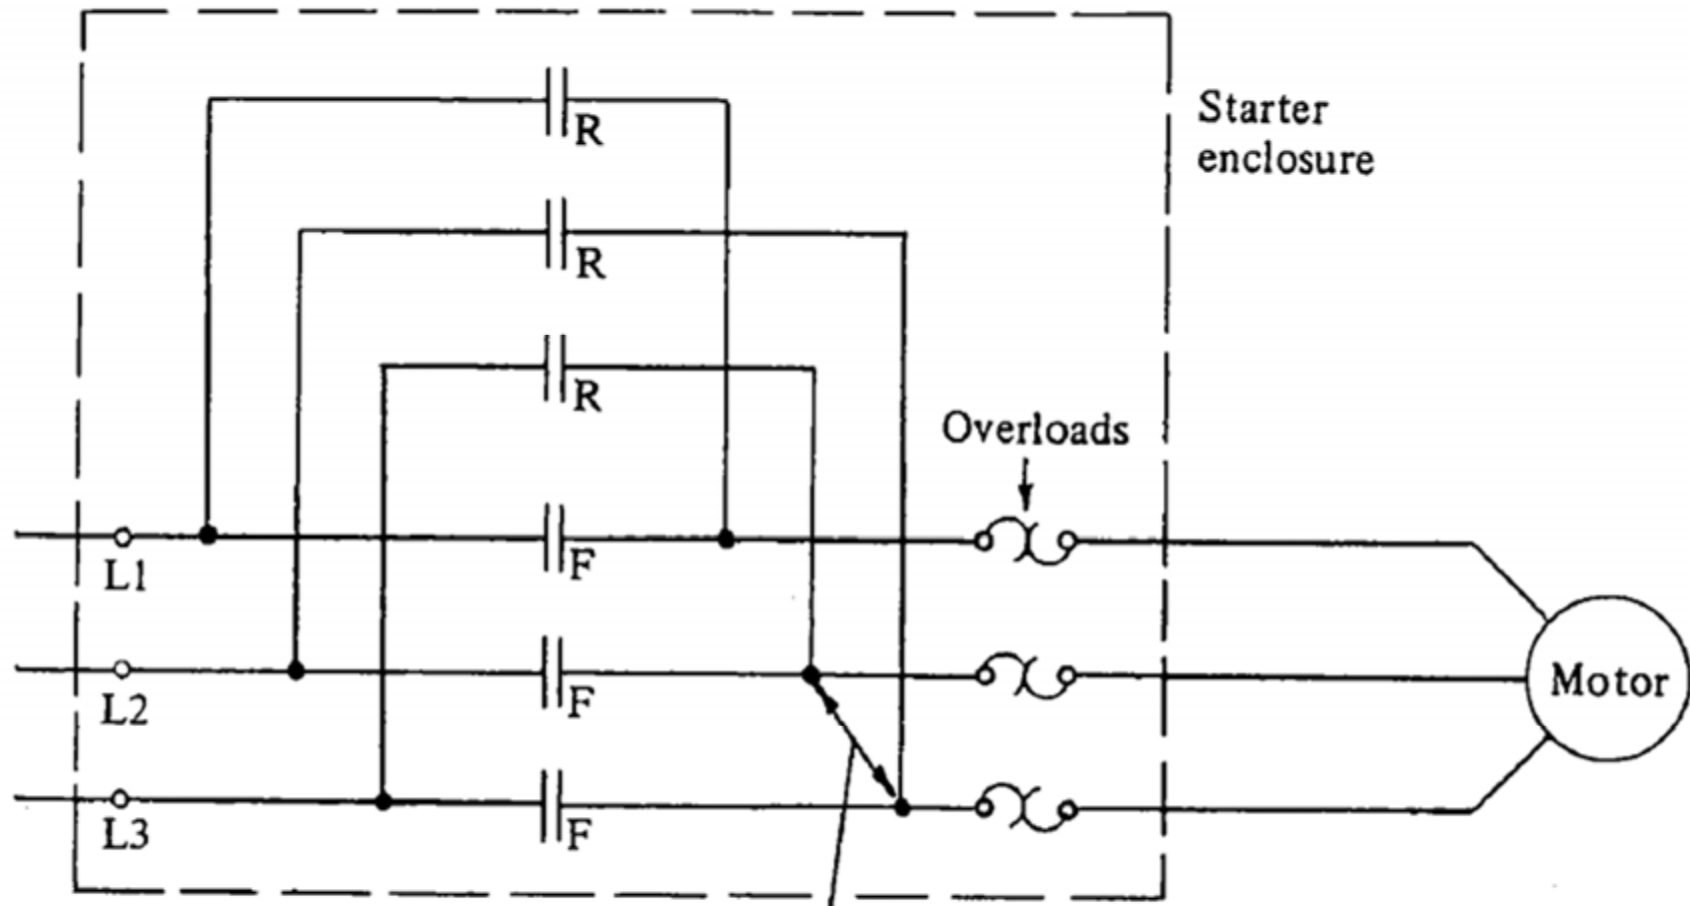 Starter
enclosure
R
R
R
Overloads
L1
F
L2
F
Motor
L3
F